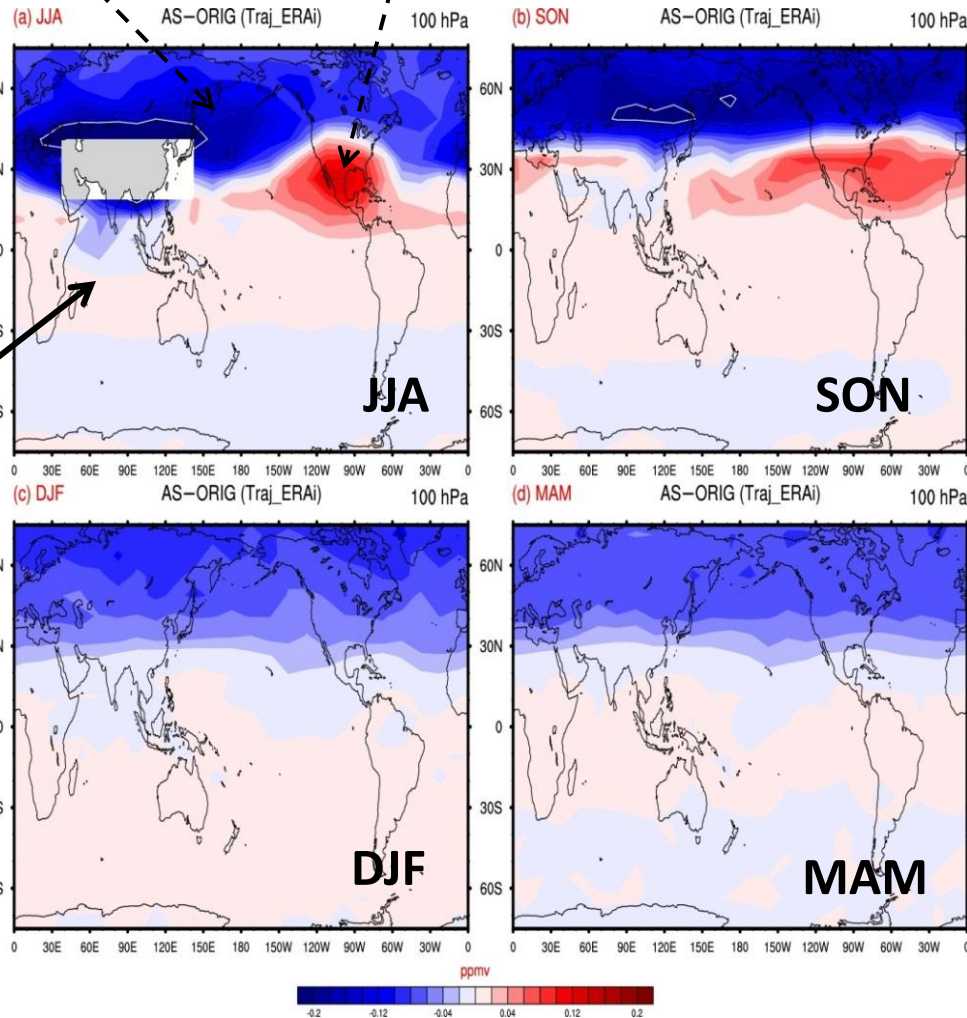 (a) JJA AS−ORIG (Traj_ERAi) 100 hPa
(b) SON AS−ORIG (Traj_ERAi) 100 hPa
N 60N
N 30N
0 0
S 30S
S 60S
JJA SON
0 30E 60E 90E 120E 150E 180 150W 120W 90W 60W 30W 0
0 30E 60E 90E 120E 150E 180 150W 120W 90W 60W 30W 0
(c) DJF AS−ORIG (Traj_ERAi) 100 hPa
(d) MAM AS−ORIG (Traj_ERAi) 100 hPa
N 60N
N 30N
0 0
S 30S
S 60S
DJF MAM
0 30E 60E 90E 120E 150E 180 150W 120W 90W 60W 30W 0
0 30E 60E 90E 120E 150E 180 150W 120W 90W 60W 30W 0
ppmv
-0.2 -0.12 -0.04 0.04 0.12 0.2